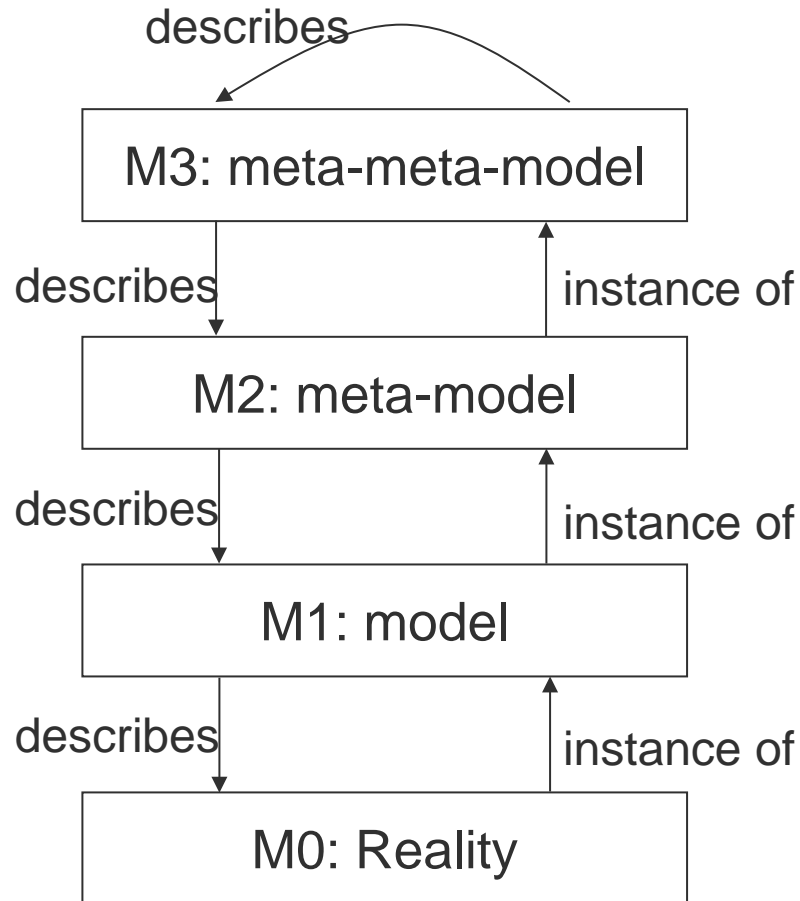 describes
M3: meta-meta-model
describes
instance of
M2: meta-model
describes
instance of
M1: model
describes
instance of
M0: Reality